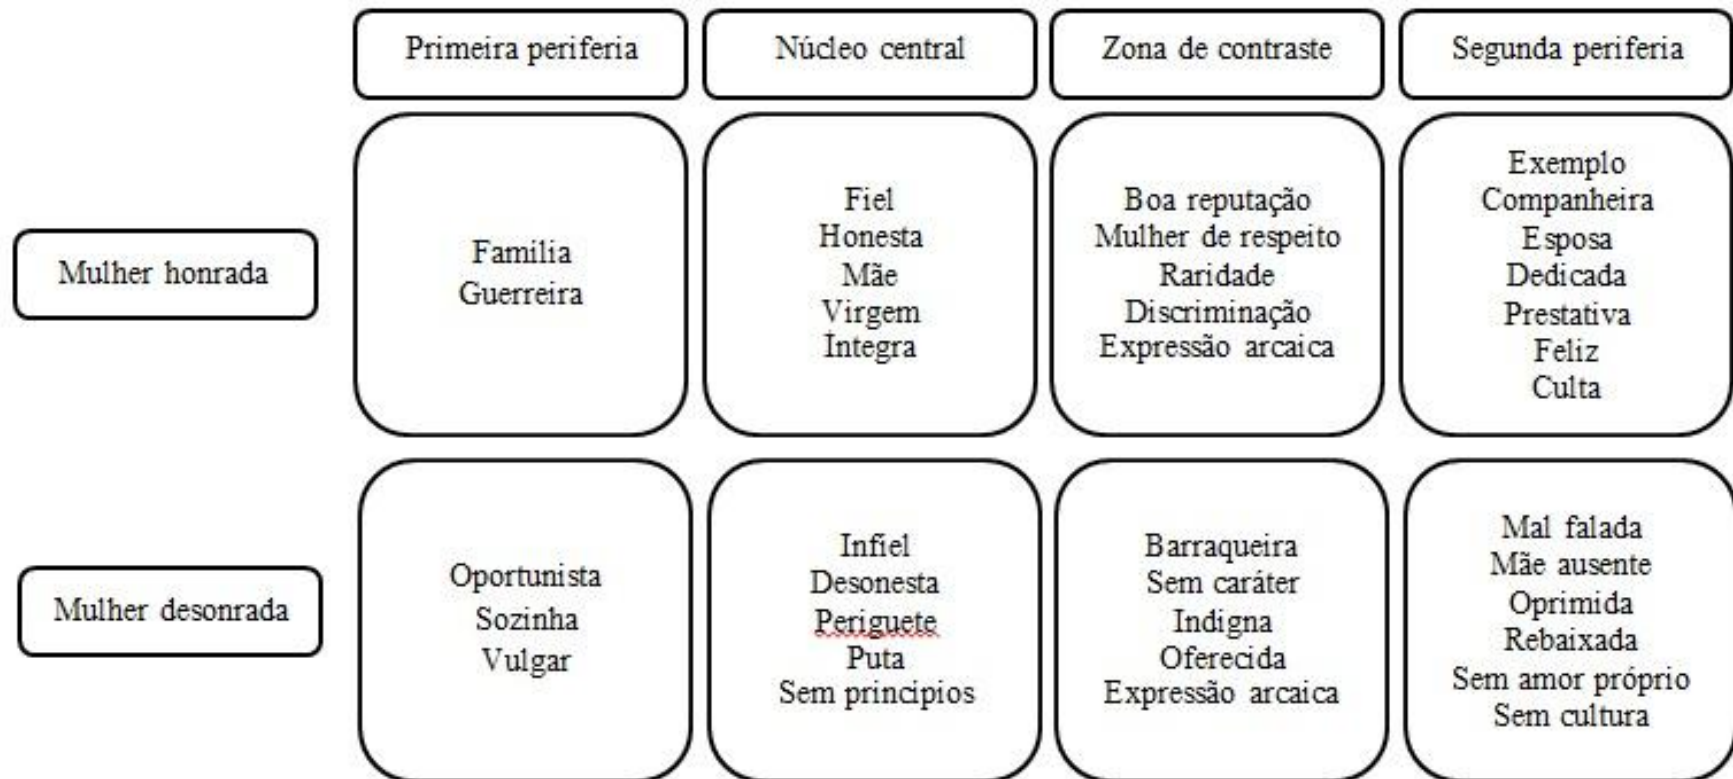 Primeira periferia
Núcleo central
Zona de contraste
Segunda periferia
Mulher honrada
Família
Guerreira
Fiel
Honesta
Mãe
Virgem
Íntegra
Boa reputação
Mulher de respeito
Raridade
Discriminação
Expressão arcaica
Exemplo
Companheira
Esposa
Dedicada
Prestativa
Feliz
Culta
Mulher desonrada
Oportunista
Sozinha
Vulgar
Infiel
Desonesta
Periguete
Puta
Sem princípios
Barraqueira
Sem caráter
Indigna
Oferecida
Expressão arcaica
Mal falada
Mãe ausente
Oprimida
Rebaixada
Sem amor próprio
Sem cultura